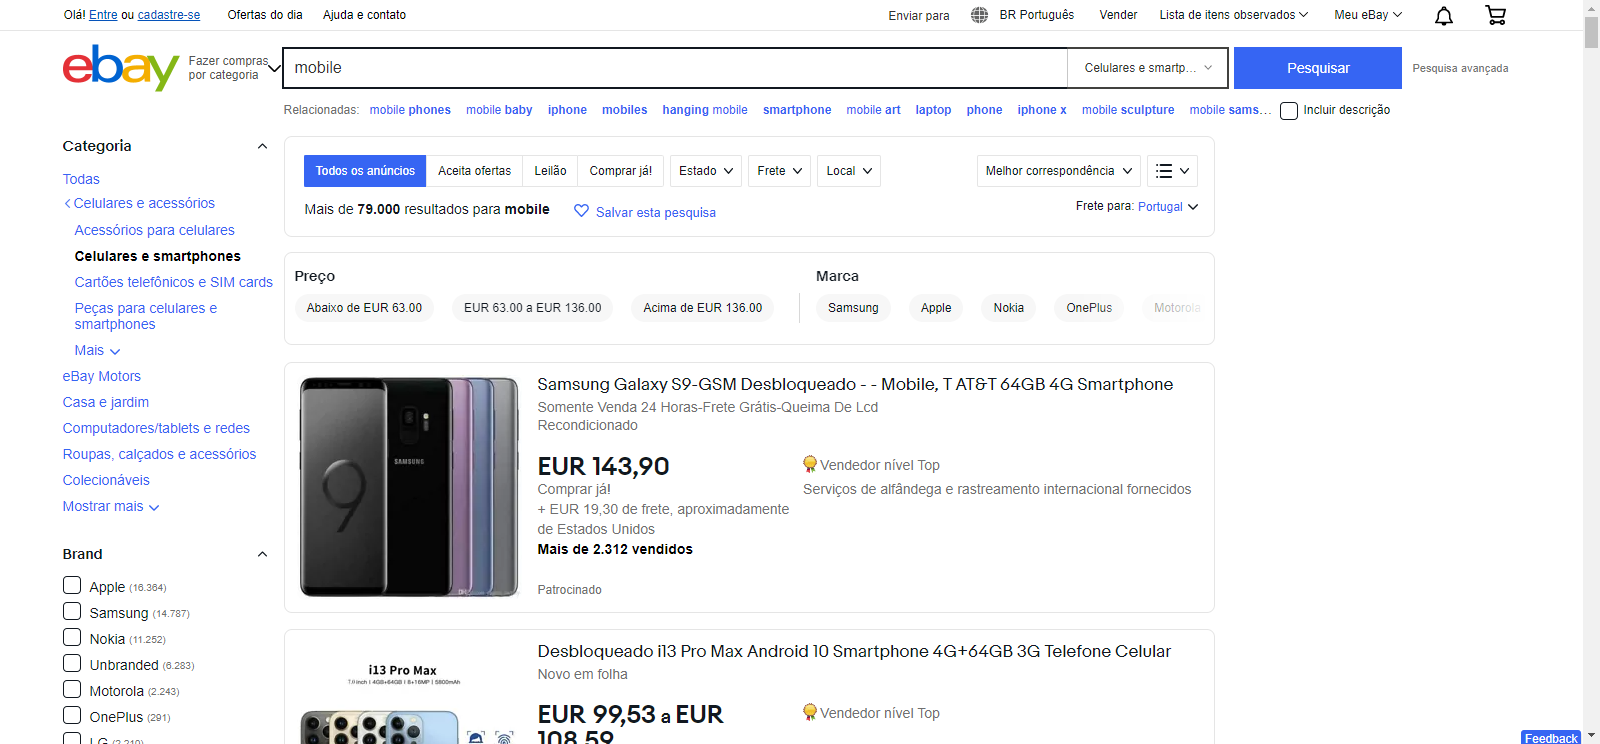 Olá! Entre ou cadastre-se
Ofertas do dia
Ajuda e contato
Enviar para
BR Português
Vender
Lista de itens observados
Meu eBay
ebay
Fazer compras
por categoria
mobile
Celulares e smartp...
Pesquisar
Pesquisa avançada
Relacionadas: mobile phones mobile baby iphone mobiles hanging mobile smartphone mobile art laptop phone iphone x mobile sculpture mobile sams...
Incluir descrição
Categoria
Todas
Celulares e acessórios
Acessórios para celulares
Celulares e smartphones
Cartões telefônicos e SIM cards
Peças para celulares e
smartphones
Mais
eBay Motors
Casa e jardim
Computadores/tablets e redes
Roupas, calçados e acessórios
Colecionáveis
Mostrar mais
Brand
Apple (16.364)
Samsung (14.787)
Nokia (11.252)
Unbranded (6.283)
Motorola (2.243)
OnePlus (291)
LG (2.210)
Todos os anúncios
Aceita ofertas
Leilão
Comprar já!
Estado
Frete
Local
Melhor correspondência
Mais de 79.000 resultados para mobile
Salvar esta pesquisa
Frete para: Portugal
Preço
Abaixo de EUR 63.00
EUR 63.00 a EUR 136.00
Acima de EUR 136.00
Marca
Samsung
Apple
Nokia
OnePlus
Motorola
9
SAMSUNG
Samsung Galaxy S9-GSM Desbloqueado - - Mobile, T AT&T 64GB 4G Smartphone
Somente Venda 24 Horas-Frete Grátis-Queima De Lcd
Recondicionado
EUR 143,90
Comprar já!
+ EUR 19,30 de frete, aproximadamente
de Estados Unidos
Mais de 2.312 vendidos
Patrocinado
Vendedor nível Top
Serviços de alfândega e rastreamento internacional fornecidos
i13 Pro Max
7.0 inch | 4GB+64GB | 8+16MP | 5800mAh
Desbloqueado i13 Pro Max Android 10 Smartphone 4G+64GB 3G Telefone Celular
Novo em folha
EUR 99,53 a EUR
108,59
Vendedor nível Top
Feedback